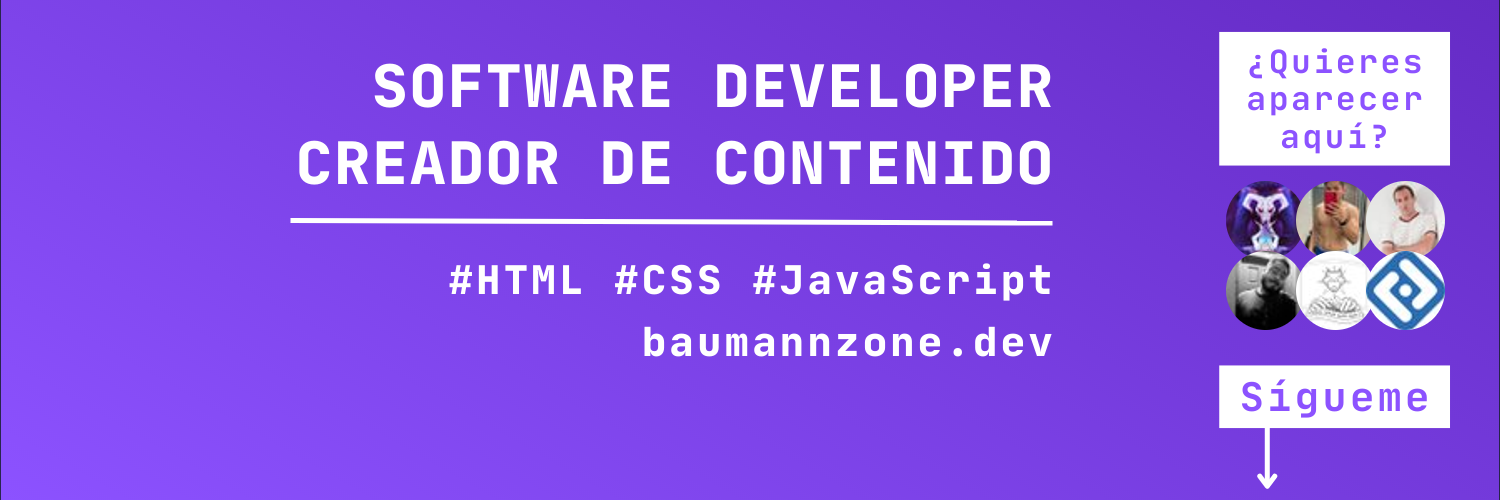 SOFTWARE DEVELOPER
CREADOR DE CONTENIDO
#HTML #CSS #JavaScript
baumannzone.dev
¿Quieres
aparecer
aquí?
Sígueme